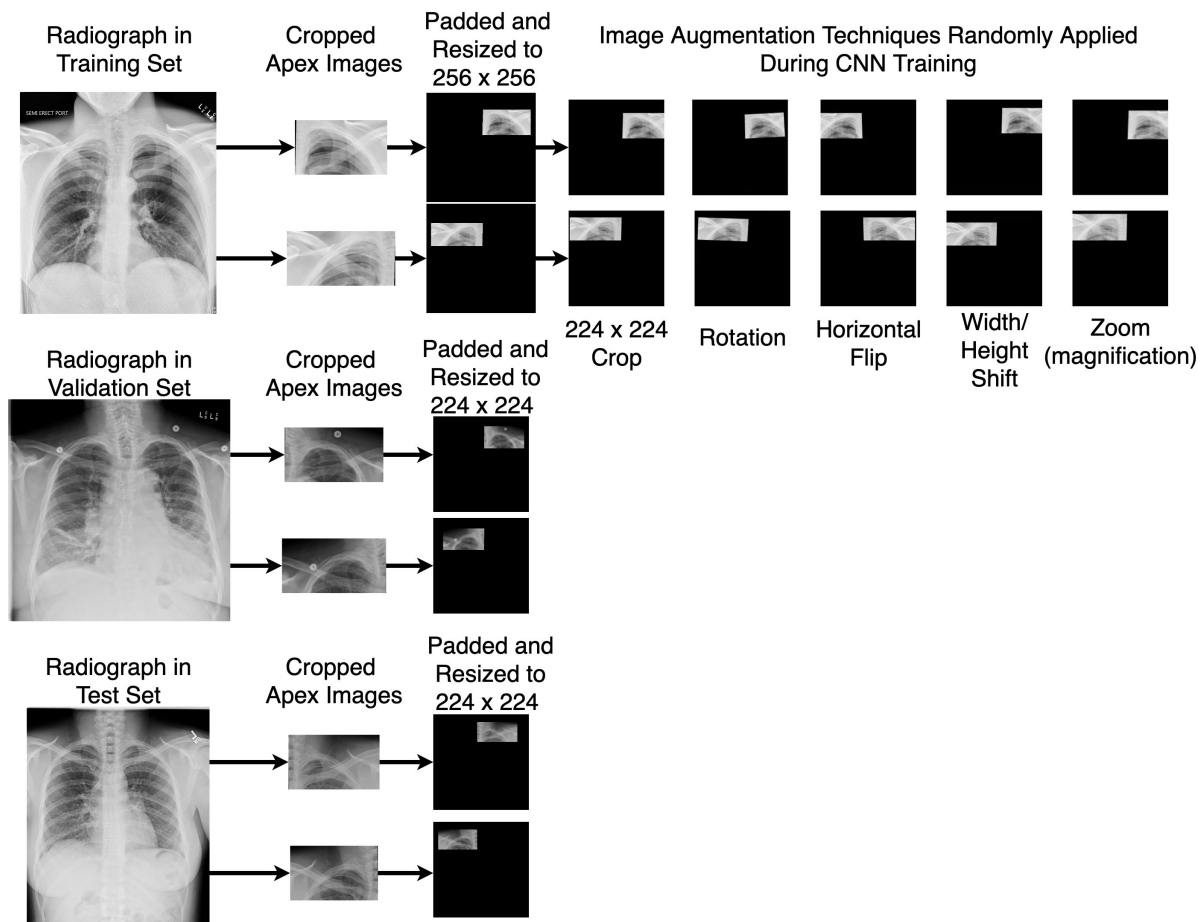 Radiograph in
Training Set
Cropped
Apex Images
Padded and
Resized to
256 x 256
Image Augmentation Techniques Randomly Applied
During CNN Training
SEMI ERECT PORT
224 x 224
Crop
Rotation
Horizontal
Flip
Width/
Height
Shift
Zoom
(magnification)
Radiograph in
Validation Set
Cropped
Apex Images
Padded and
Resized to
224 x 224
Radiograph in
Test Set
Cropped
Apex Images
Padded and
Resized to
224 x 224